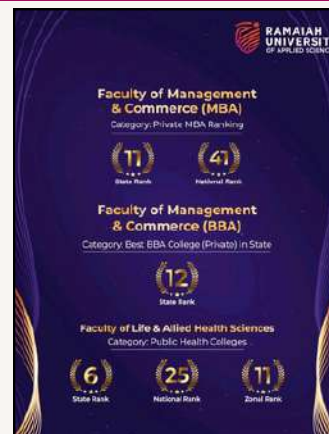 RAMAIAH
UNIVERSITY
OF APPLIED SCIENCES
Faculty of Management
& Commerce (MBA)
Category: Private MBA Ranking
11
State Rank
41
National Rank
Faculty of Management
& Commerce (BBA)
Category: Best BBA College (Private) in State
12
State Rank
Faculty of Life & Allied Health Sciences
Category: Public Health Colleges
6
State Rank
25
National Rank
11
Zonal Rank